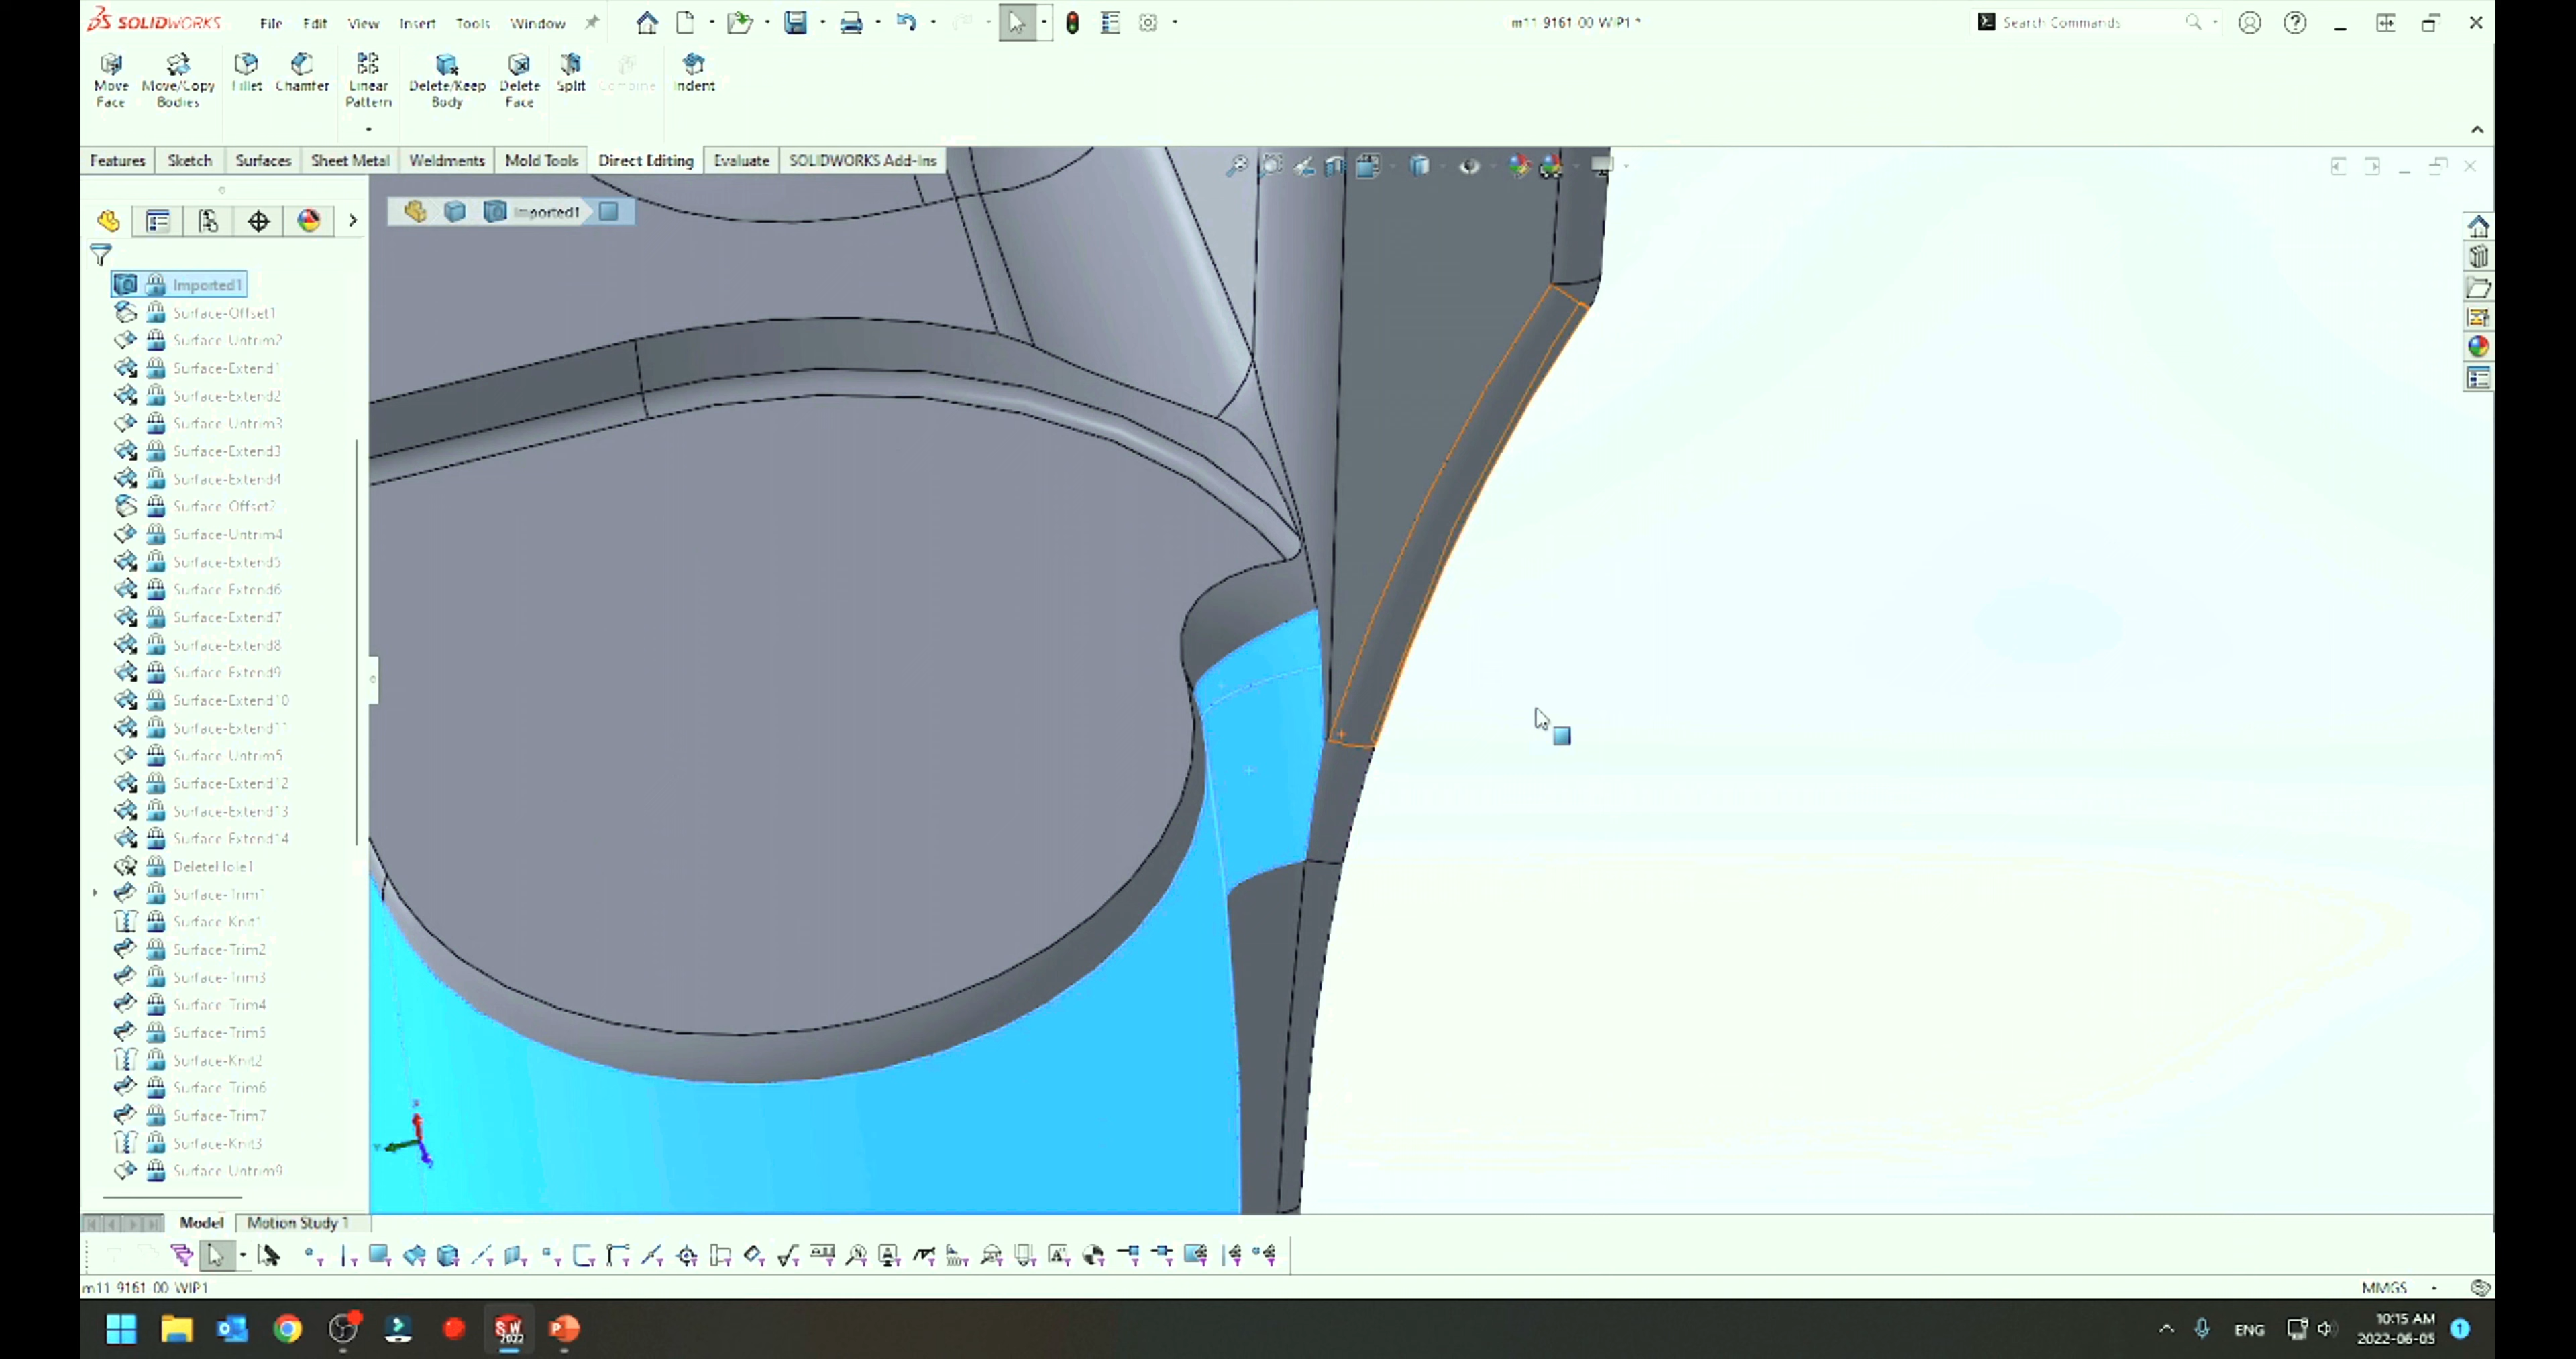 SOLIDWORKS File Edit View Insert Tools Window m11 9161 00 WIP1 * Search Commands
Move Face Move/Copy Bodies Fillet Chamfer Linear Pattern Delete/Keep Body Delete Face Split Combine Indent
Features Sketch Surfaces Sheet Metal Weldments Mold Tools Direct Editing Evaluate SOLIDWORKS Add-Ins
Imported1
Imported1
Surface-Offset1
Surface-Untrim2
Surface-Extend1
Surface-Extend2
Surface-Untrim3
Surface-Extend3
Surface-Extend4
Surface-Offset2
Surface-Untrim4
Surface-Extend5
Surface-Extend6
Surface-Extend7
Surface-Extend8
Surface-Extend9
Surface-Extend10
Surface-Extend11
Surface-Untrim5
Surface-Extend12
Surface-Extend13
Surface-Extend14
DeleteHole1
Surface-Trim1
Surface-Knit1
Surface-Trim2
Surface-Trim3
Surface-Trim4
Surface-Trim5
Surface-Knit2
Surface-Trim6
Surface-Trim7
Surface-Knit3
Surface-Untrim9
Model Motion Study 1
m11 9161 00 WIP1 MMGS
SW 2022 P ENG 10:15 AM 1
2022-06-05